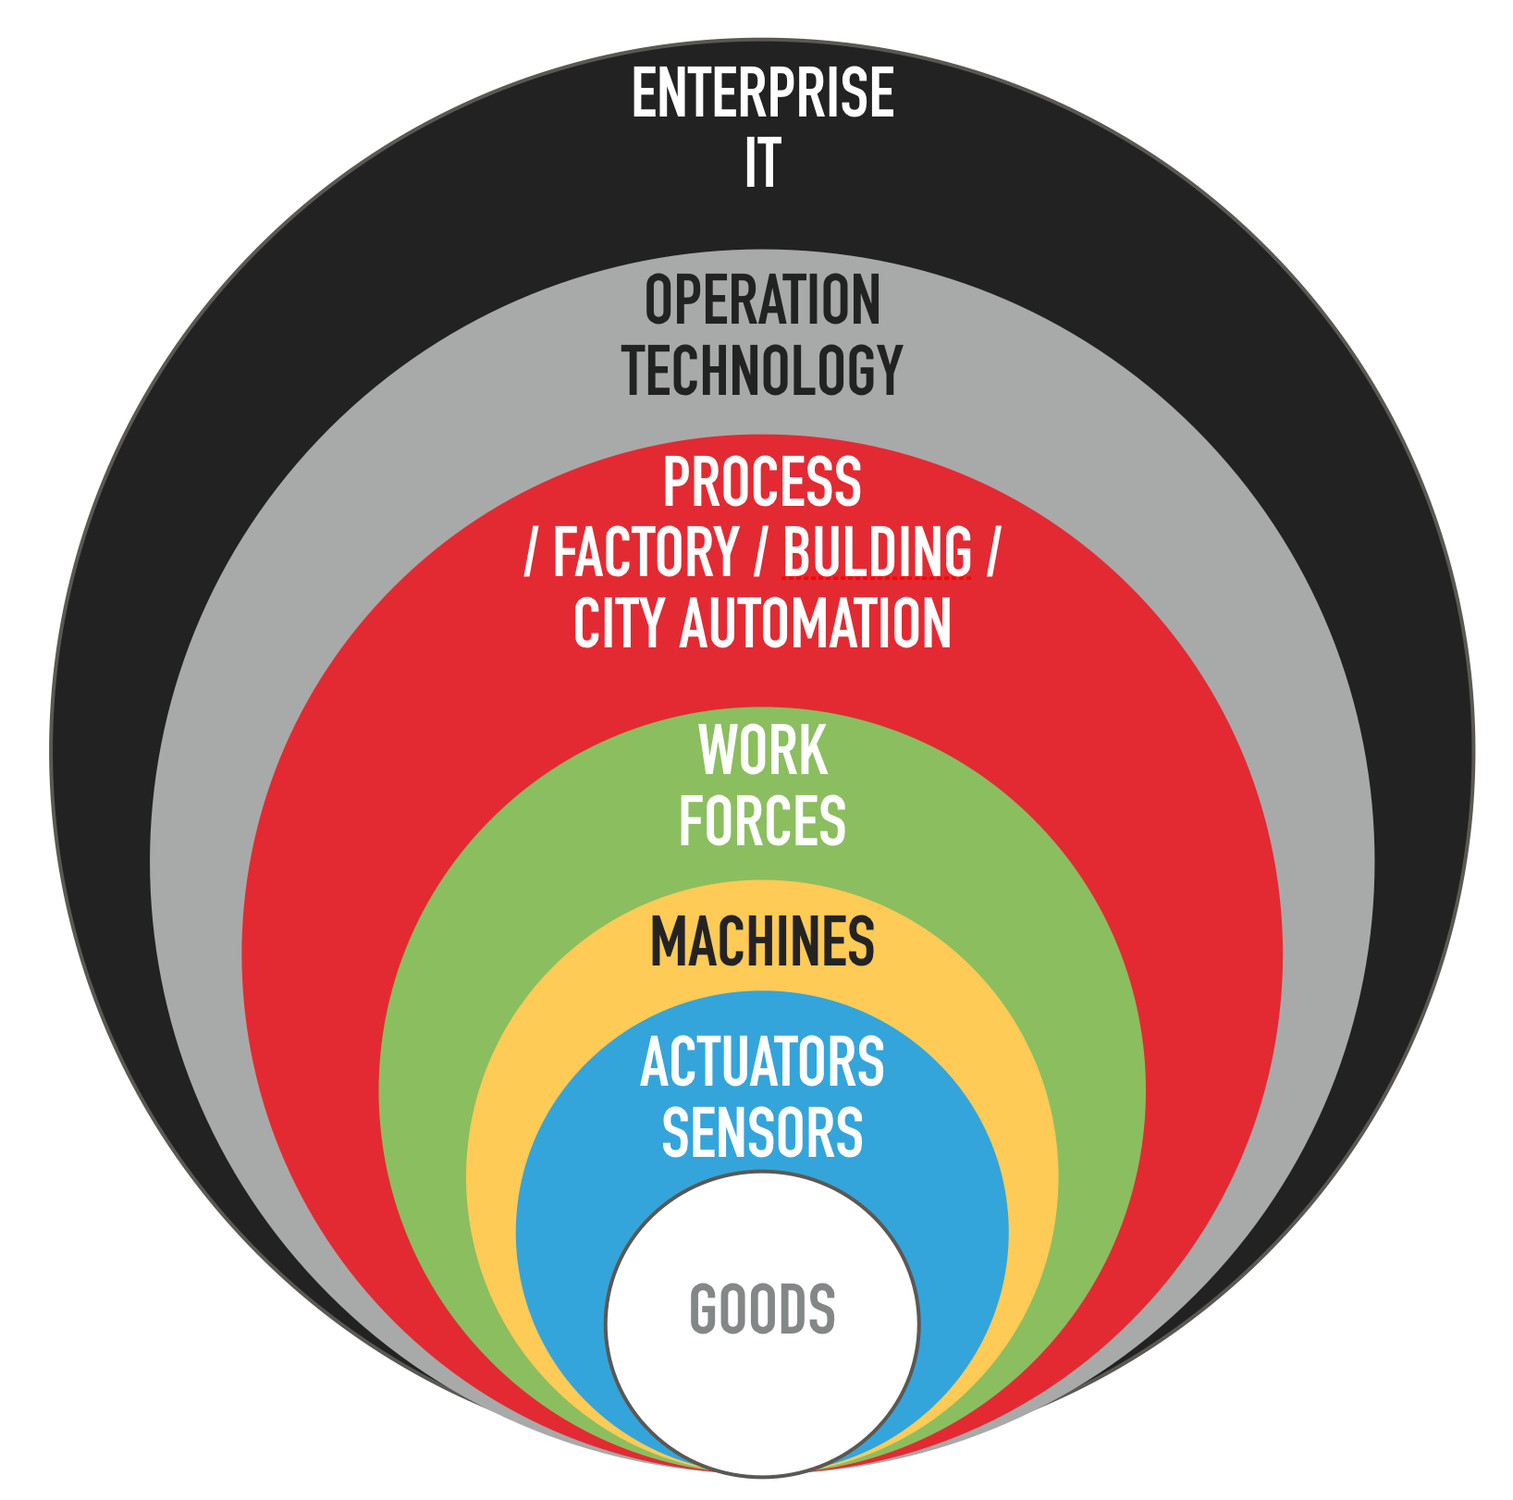 ENTERPRISE
IT
OPERATION
TECHNOLOGY
PROCESS
/ FACTORY / BULDING /
CITY AUTOMATION
WORK
FORCES
MACHINES
ACTUATORS
SENSORS
GOODS